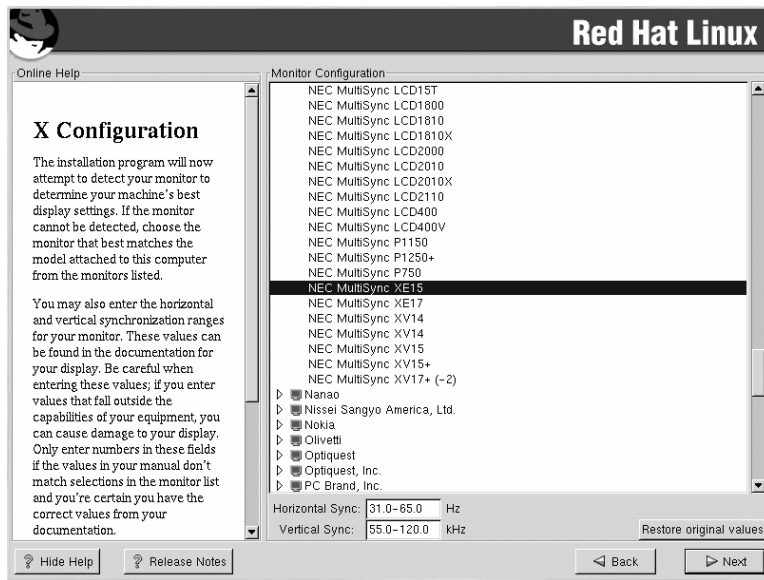 Red Hat Linux
Online Help
X Configuration
The installation program will now
attempt to detect your monitor to
determine your machine's best
display settings. If the monitor
cannot be detected, choose the
monitor that best matches the
model attached to this computer
from the monitors listed.
You may also enter the horizontal
and vertical synchronization ranges
for your monitor. These values can
be found in the documentation for
your display. Be careful when
entering these values; if you enter
values that fall outside the
capabilities of your equipment, you
can cause damage to your display.
Only enter numbers in these fields
if the values in your manual don't
match selections in the monitor list
and you're certain you have the
correct values from your
documentation.
Monitor Configuration
NEC MultiSync LCD15T
NEC MultiSync LCD1800
NEC MultiSync LCD1810
NEC MultiSync LCD1810X
NEC MultiSync LCD2000
NEC MultiSync LCD2010
NEC MultiSync LCD2010X
NEC MultiSync LCD2110
NEC MultiSync LCD400
NEC MultiSync LCD400V
NEC MultiSync P1150
NEC MultiSync P1250+
NEC MultiSync P750
NEC MultiSync XE15
NEC MultiSync XE17
NEC MultiSync XV14
NEC MultiSync XV14
NEC MultiSync XV15
NEC MultiSync XV15+
NEC MultiSync XV17+ (-2)
Nanao
Nissei Sangyo America, Ltd.
Nokia
Olivetti
Optiquest
Optiquest, Inc.
PC Brand, Inc.
Horizontal Sync: 31.0-65.0 Hz
Vertical Sync: 55.0-120.0 kHz
Restore original values
Hide Help
Release Notes
Back
Next